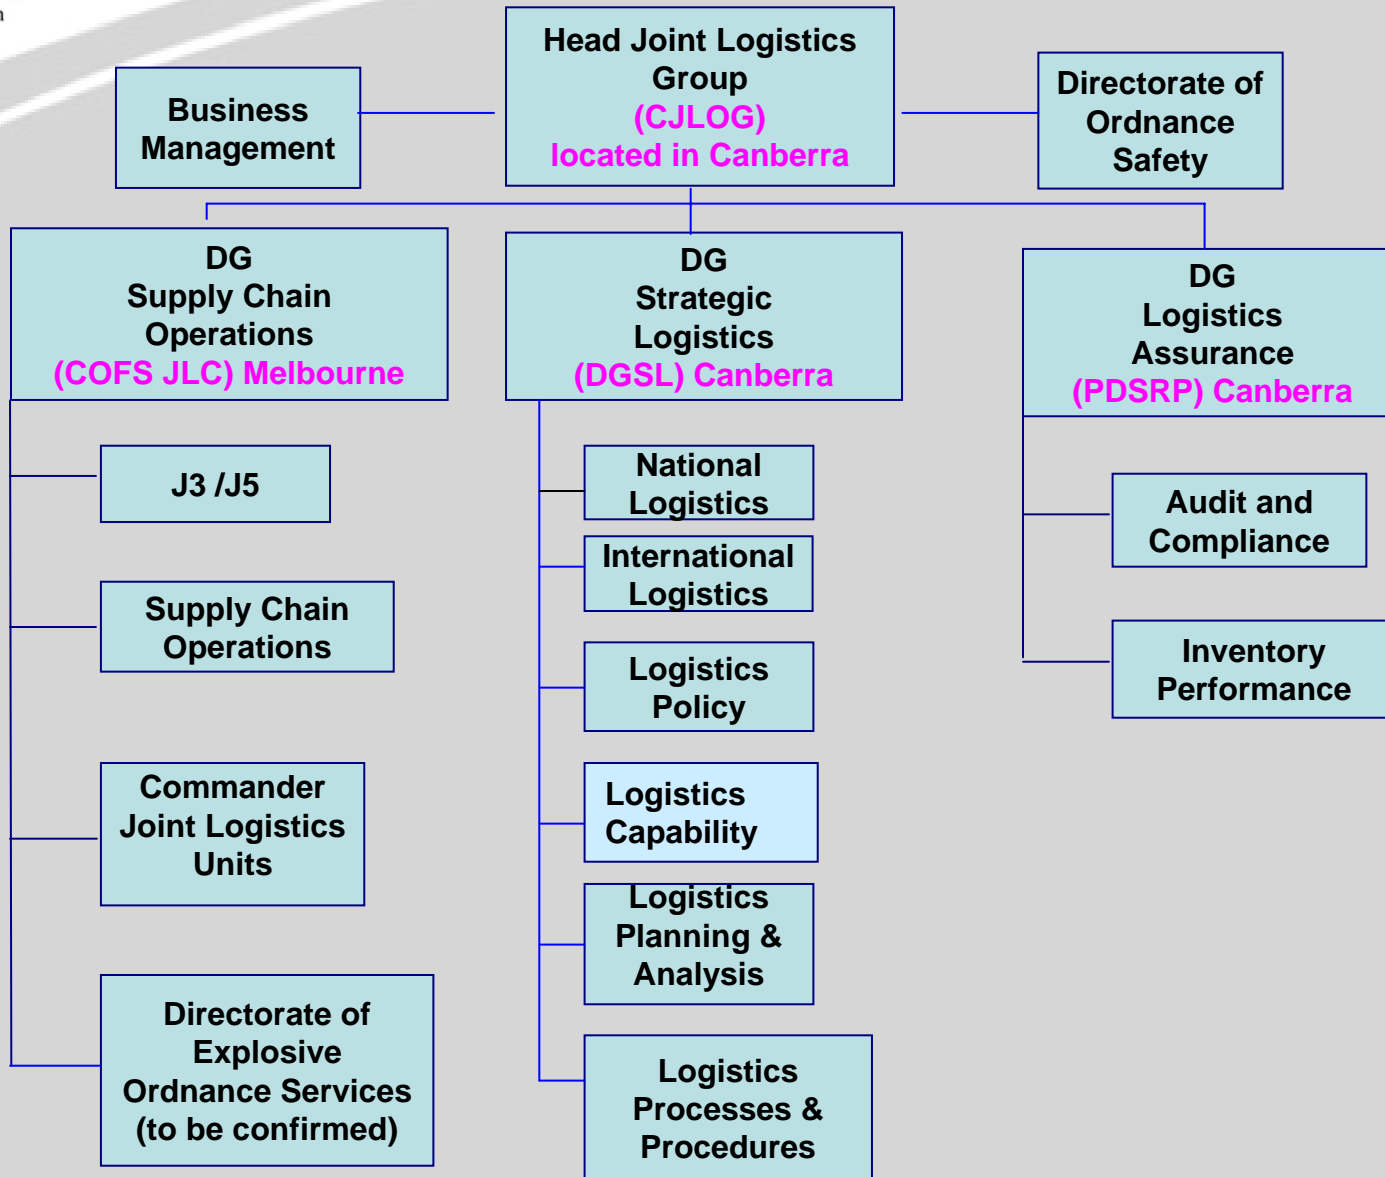 n
Head Joint Logistics
Group
(CJLOG)
located in Canberra
Business
Management
Directorate of
Ordnance
Safety
DG
Supply Chain
Operations
(COFS JLC) Melbourne
DG
Strategic
Logistics
(DGSL) Canberra
DG
Logistics
Assurance
(PDSRP) Canberra
J3 /J5
Supply Chain
Operations
Commander
Joint Logistics
Units
Directorate of
Explosive
Ordnance Services
(to be confirmed)
National
Logistics
International
Logistics
Logistics
Policy
Logistics
Capability
Logistics
Planning &
Analysis
Logistics
Processes &
Procedures
Audit and
Compliance
Inventory
Performance